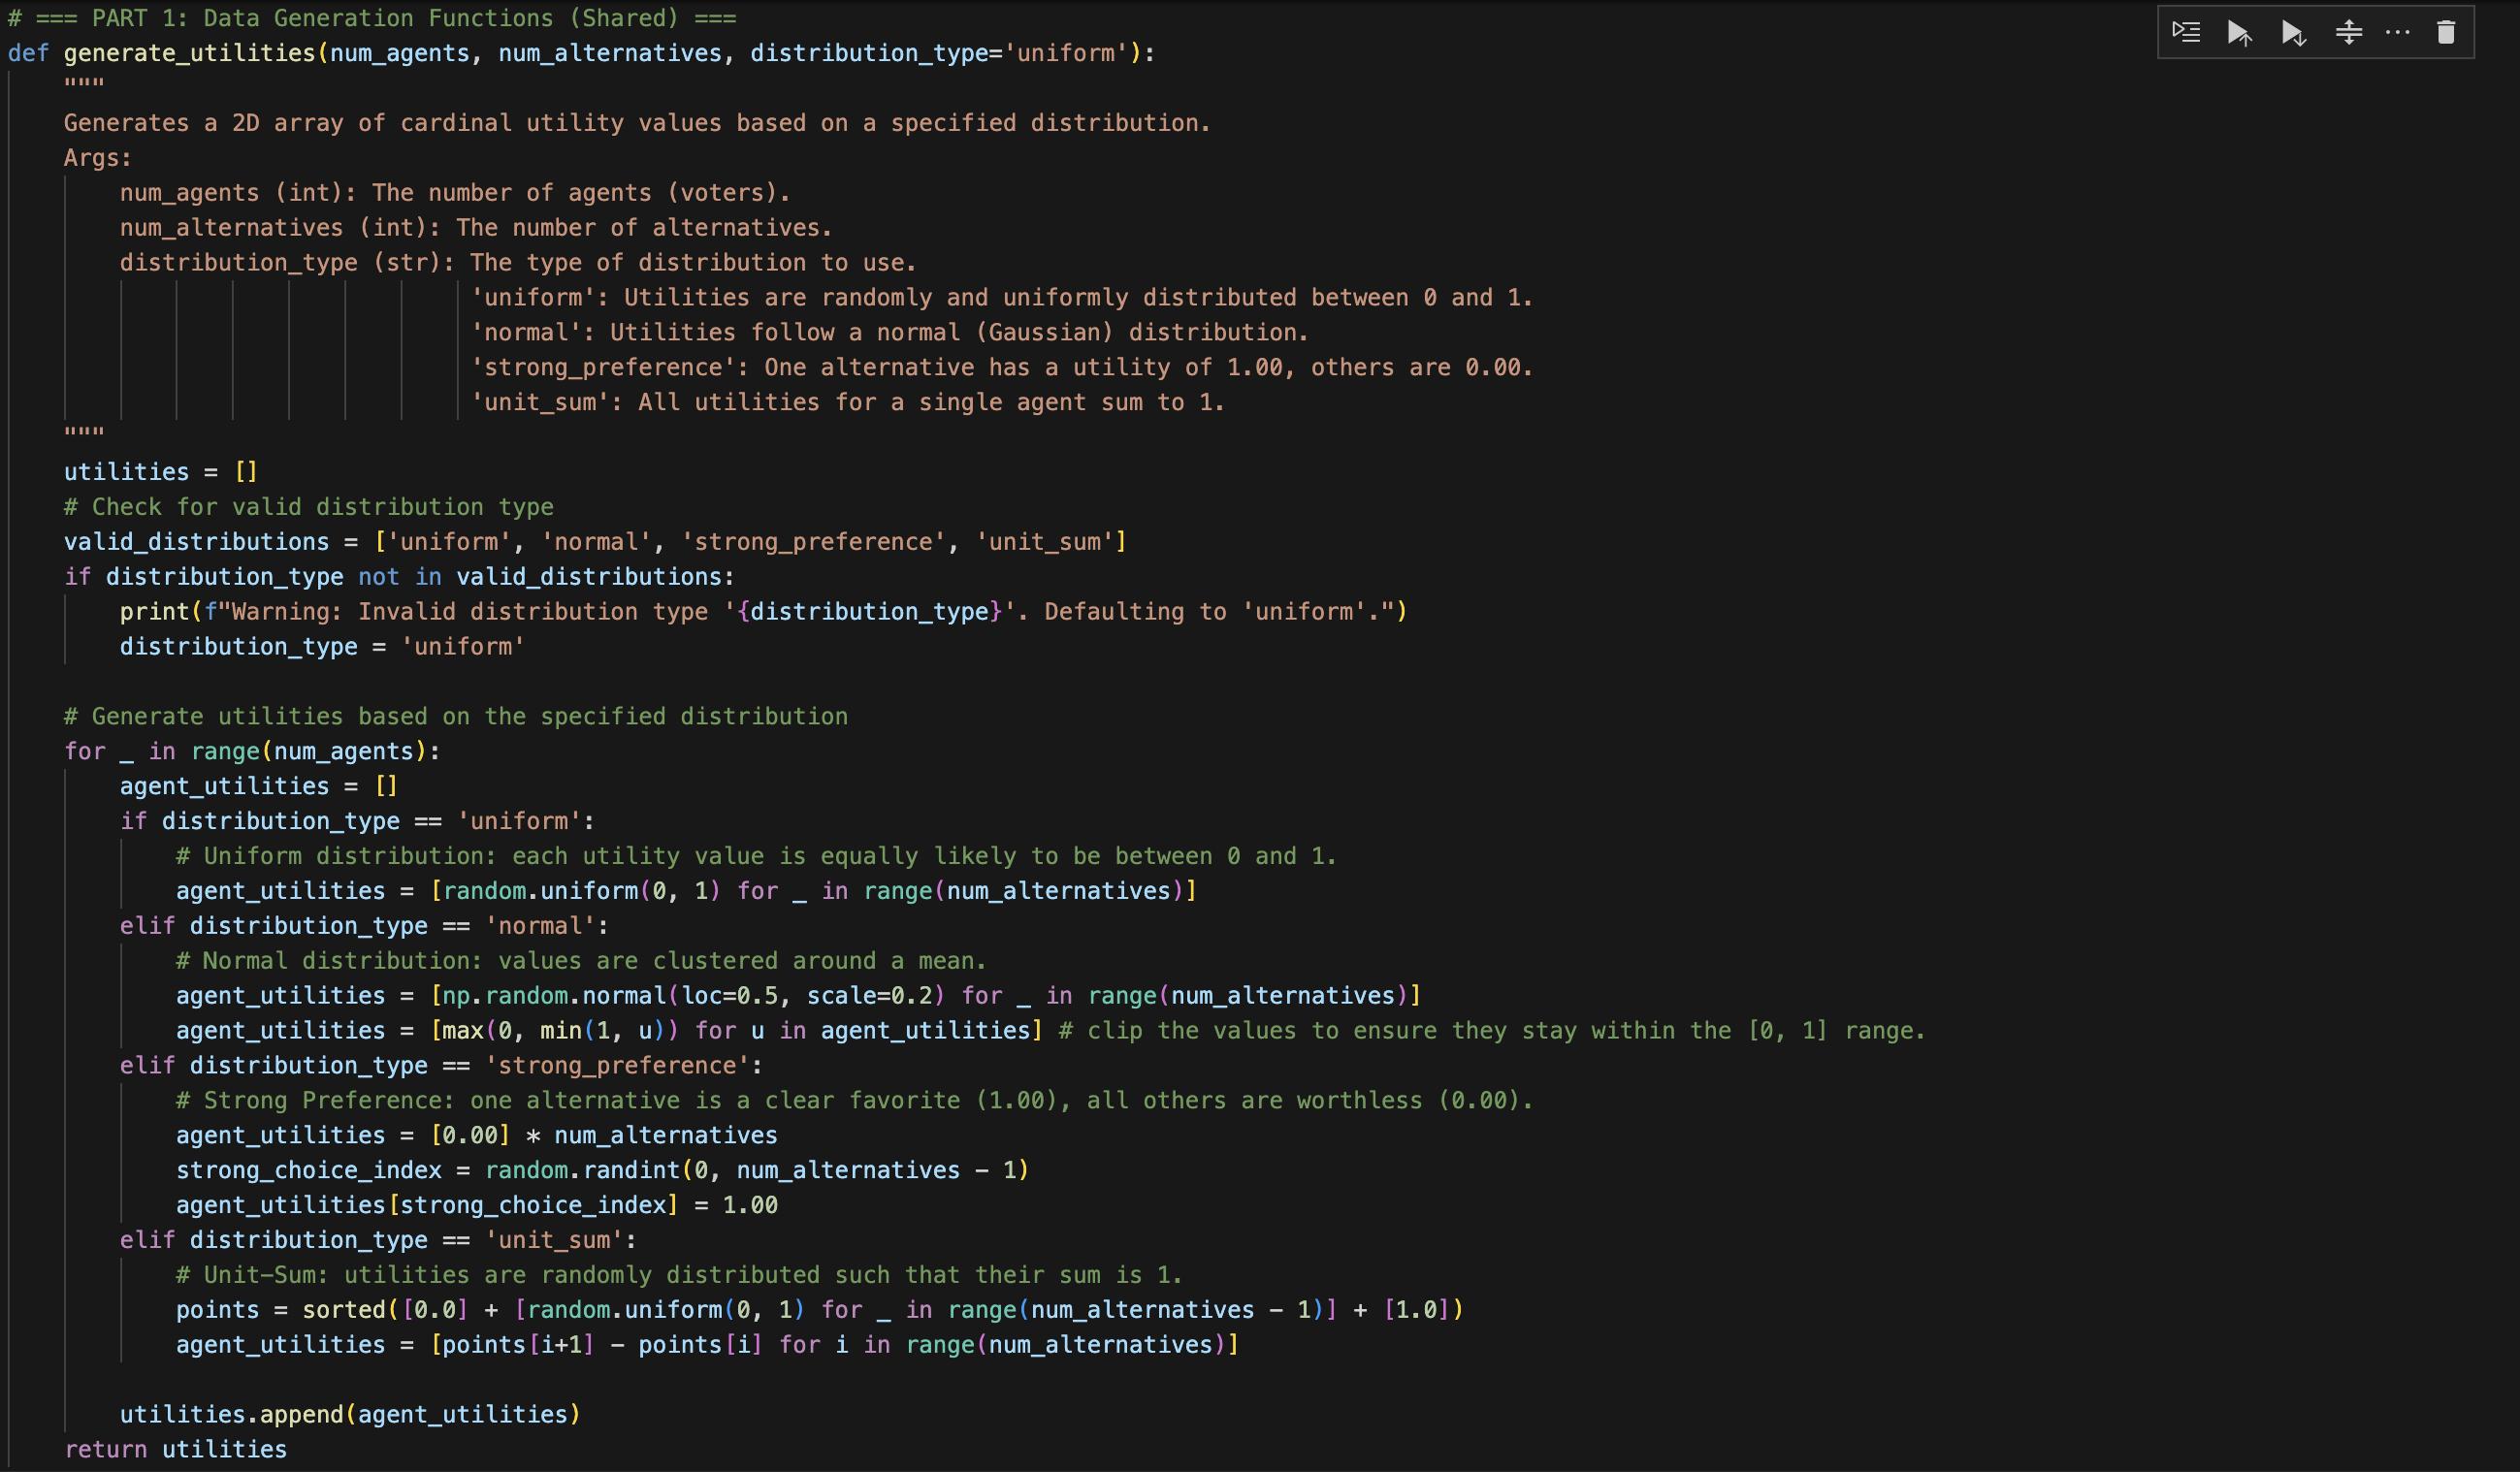 # === PART 1: Data Generation Functions (Shared) ===
def generate_utilities(num_agents, num_alternatives, distribution_type='uniform'):
    """
    Generates a 2D array of cardinal utility values based on a specified distribution.
    Args:
        num_agents (int): The number of agents (voters).
        num_alternatives (int): The number of alternatives.
        distribution_type (str): The type of distribution to use.
                                 'uniform': Utilities are randomly and uniformly distributed between 0 and 1.
                                 'normal': Utilities follow a normal (Gaussian) distribution.
                                 'strong_preference': One alternative has a utility of 1.00, others are 0.00.
                                 'unit_sum': All utilities for a single agent sum to 1.
    """
    utilities = []
    # Check for valid distribution type
    valid_distributions = ['uniform', 'normal', 'strong_preference', 'unit_sum']
    if distribution_type not in valid_distributions:
        print(f"Warning: Invalid distribution type '{distribution_type}'. Defaulting to 'uniform'.")
        distribution_type = 'uniform'

    # Generate utilities based on the specified distribution
    for _ in range(num_agents):
        agent_utilities = []
        if distribution_type == 'uniform':
            # Uniform distribution: each utility value is equally likely to be between 0 and 1.
            agent_utilities = [random.uniform(0, 1) for _ in range(num_alternatives)]
        elif distribution_type == 'normal':
            # Normal distribution: values are clustered around a mean.
            agent_utilities = [np.random.normal(loc=0.5, scale=0.2) for _ in range(num_alternatives)]
            agent_utilities = [max(0, min(1, u)) for u in agent_utilities] # clip the values to ensure they stay within the [0, 1] range.
        elif distribution_type == 'strong_preference':
            # Strong Preference: one alternative is a clear favorite (1.00), all others are worthless (0.00).
            agent_utilities = [0.00] * num_alternatives
            strong_choice_index = random.randint(0, num_alternatives - 1)
            agent_utilities[strong_choice_index] = 1.00
        elif distribution_type == 'unit_sum':
            # Unit-Sum: utilities are randomly distributed such that their sum is 1.
            points = sorted([0.0] + [random.uniform(0, 1) for _ in range(num_alternatives - 1)] + [1.0])
            agent_utilities = [points[i+1] - points[i] for i in range(num_alternatives)]

        utilities.append(agent_utilities)
    return utilities